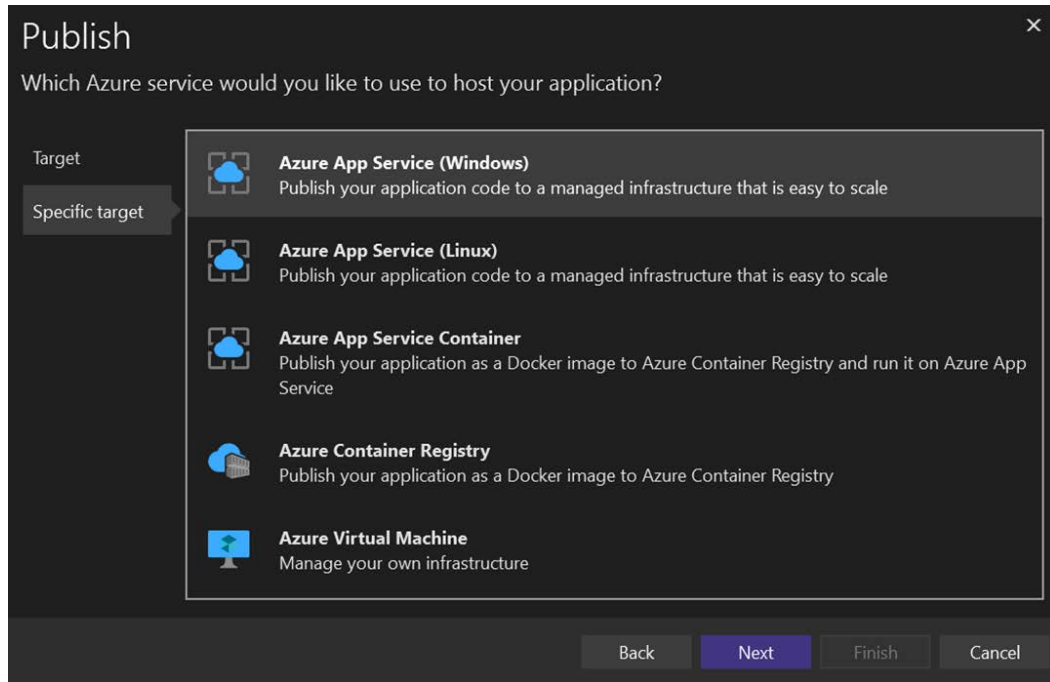 Publish
Which Azure service would you like to use to host your application?
Target
Specific target
Azure App Service (Windows)
Publish your application code to a managed infrastructure that is easy to scale
Azure App Service (Linux)
Publish your application code to a managed infrastructure that is easy to scale
Azure App Service Container
Publish your application as a Docker image to Azure Container Registry and run it on Azure App
Service
Azure Container Registry
Publish your application as a Docker image to Azure Container Registry
Azure Virtual Machine
Manage your own infrastructure
Back
Next
Finish
Cancel